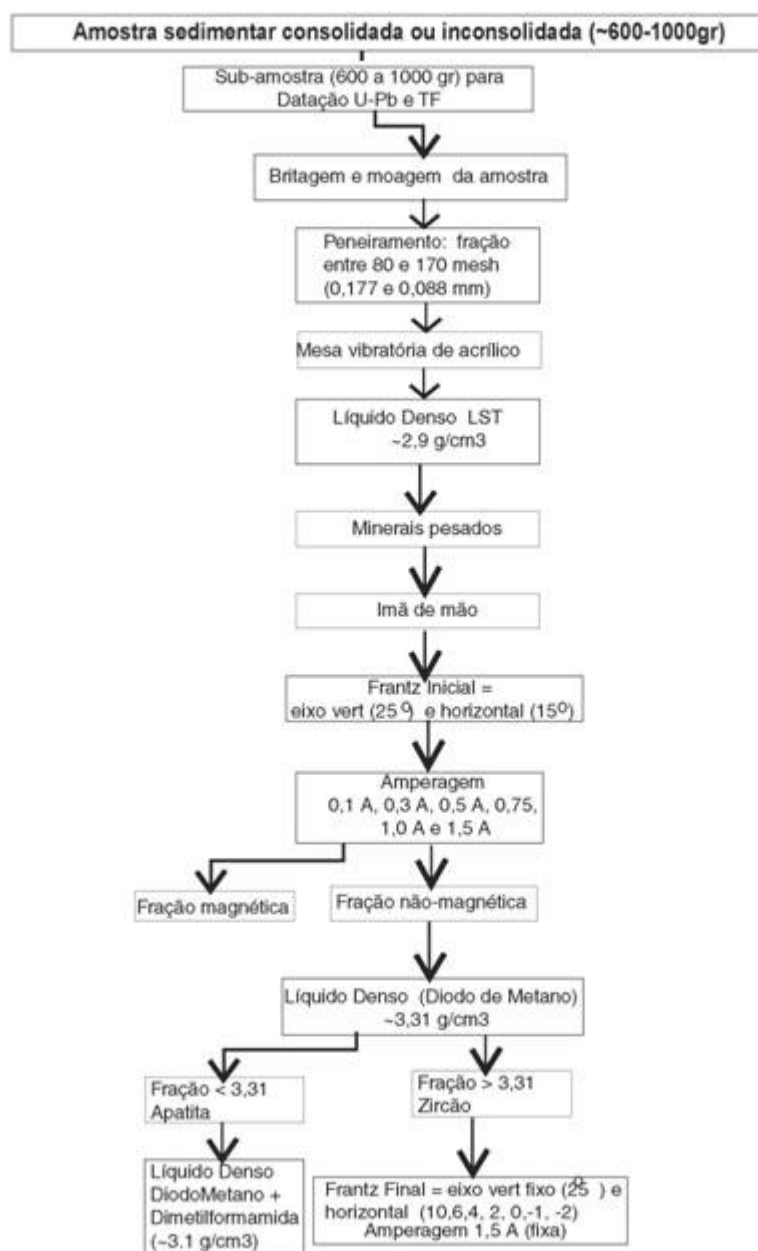 Amostra sedimentar consolidada ou inconsolidada (~600-1000gr)
Sub-amostra (600 a 1000 gr) para
Datação U-Pb e TF
Britagem e moagem da amostra
Peneiramento: fração
entre 80 e 170 mesh
(0,177 e 0,088 mm)
Mesa vibratória de acrílico
Líquido Denso LST
~2,9 g/cm3
Minerais pesados
Imã de mão
Frantz Inicial =
eixo vert (25º) e horizontal (15º)
Amperagem
0,1 A, 0,3 A, 0,5 A, 0,75,
1,0 A e 1,5 A
Fração magnética
Fração não-magnética
Líquido Denso (Diodo de Metano)
~3,31 g/cm3
Fração < 3,31
Apatita
Fração > 3,31
Zircão
Líquido Denso
DiodoMetano +
Dimetilformamida
(~3.1 g/cm3)
Frantz Final = eixo vert fixo (25º) e
horizontal (10,6,4, 2, 0,-1, -2)
Amperagem 1,5 A (fixa)